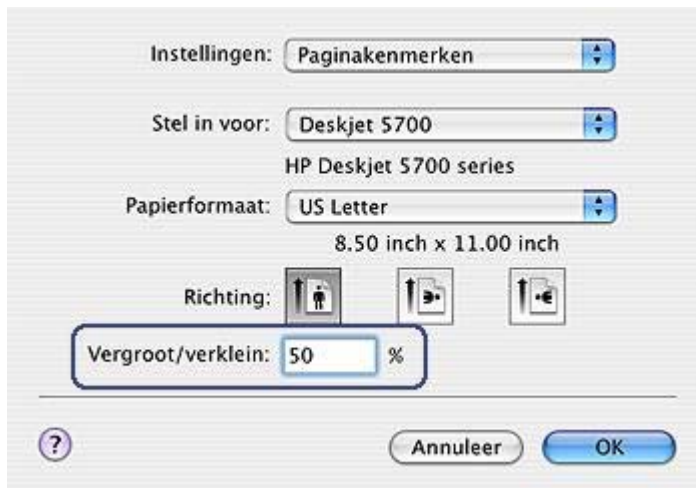 Instellingen: Paginakenmerken
Stel in voor: Deskjet 5700
HP Deskjet 5700 series
Papierformaat: US Letter
8.50 inch x 11.00 inch
Richting:
Vergroot/verklein: 50 %
? Annuleer OK